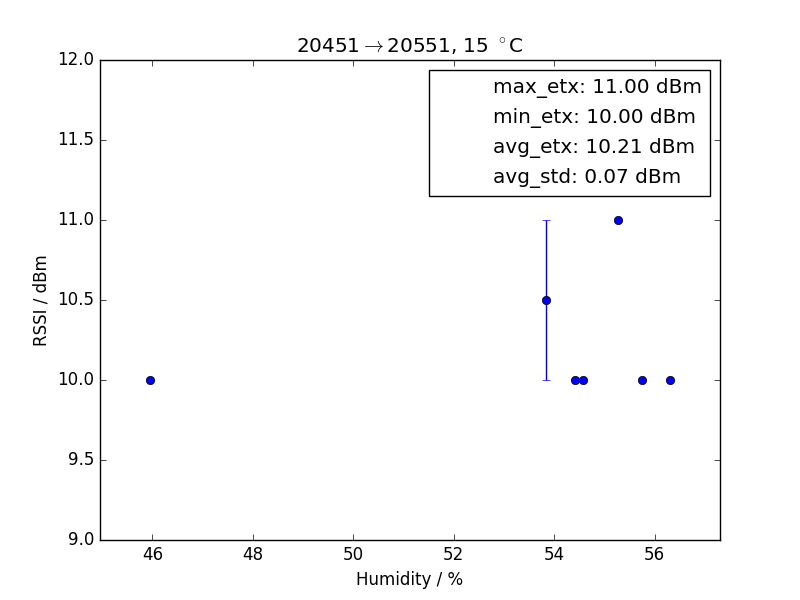 20451→20551, 15 °C
max_etx: 11.00 dBm
min_etx: 10.00 dBm
avg_etx: 10.21 dBm
avg_std: 0.07 dBm
RSSI / dBm
12.0
11.5
11.0
10.5
10.0
9.5
9.0
46 48 50 52 54 56
Humidity / %